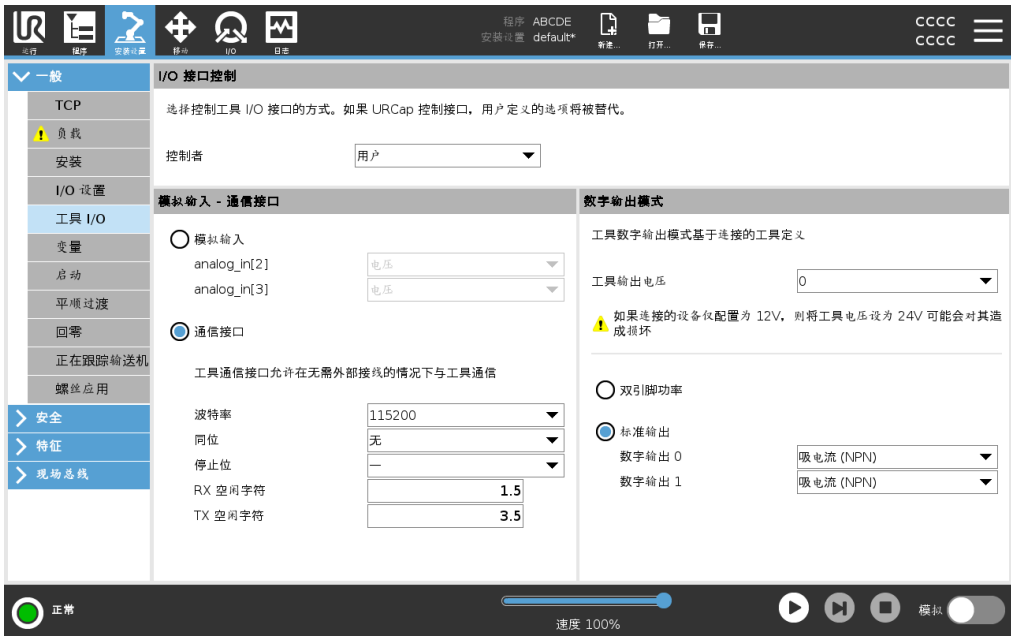 UR
运行
程序
安装设置
移动
I/O
日志
程序 ABCDE
安装设置 default*
新建...
打开...
保存...
CCCC
CCCC
一般
TCP
负载
安装
I/O 设置
工具 I/O
变量
启动
平顺过渡
回零
正在跟踪输送机
螺丝应用
安全
特征
现场总线
I/O 接口控制
选择控制工具 I/O 接口的方式。如果 URCap 控制接口，用户定义的选项将被替代。
控制者
用户
模拟输入 - 通信接口
模拟输入
analog_in[2] 电压
analog_in[3] 电压
通信接口
工具通信接口允许在无需外部接线的情况下与工具通信
波特率 115200
同位 无
停止位 一
RX 空闲字符 1.5
TX 空闲字符 3.5
数字输出模式
工具数字输出模式基于连接的工具定义
工具输出电压 0
如果连接的设备仅配置为 12V，则将工具电压设为 24V 可能会对其造
成损坏
双引脚功率
标准输出
数字输出 0 吸电流 (NPN)
数字输出 1 吸电流 (NPN)
正常
速度 100%
模拟